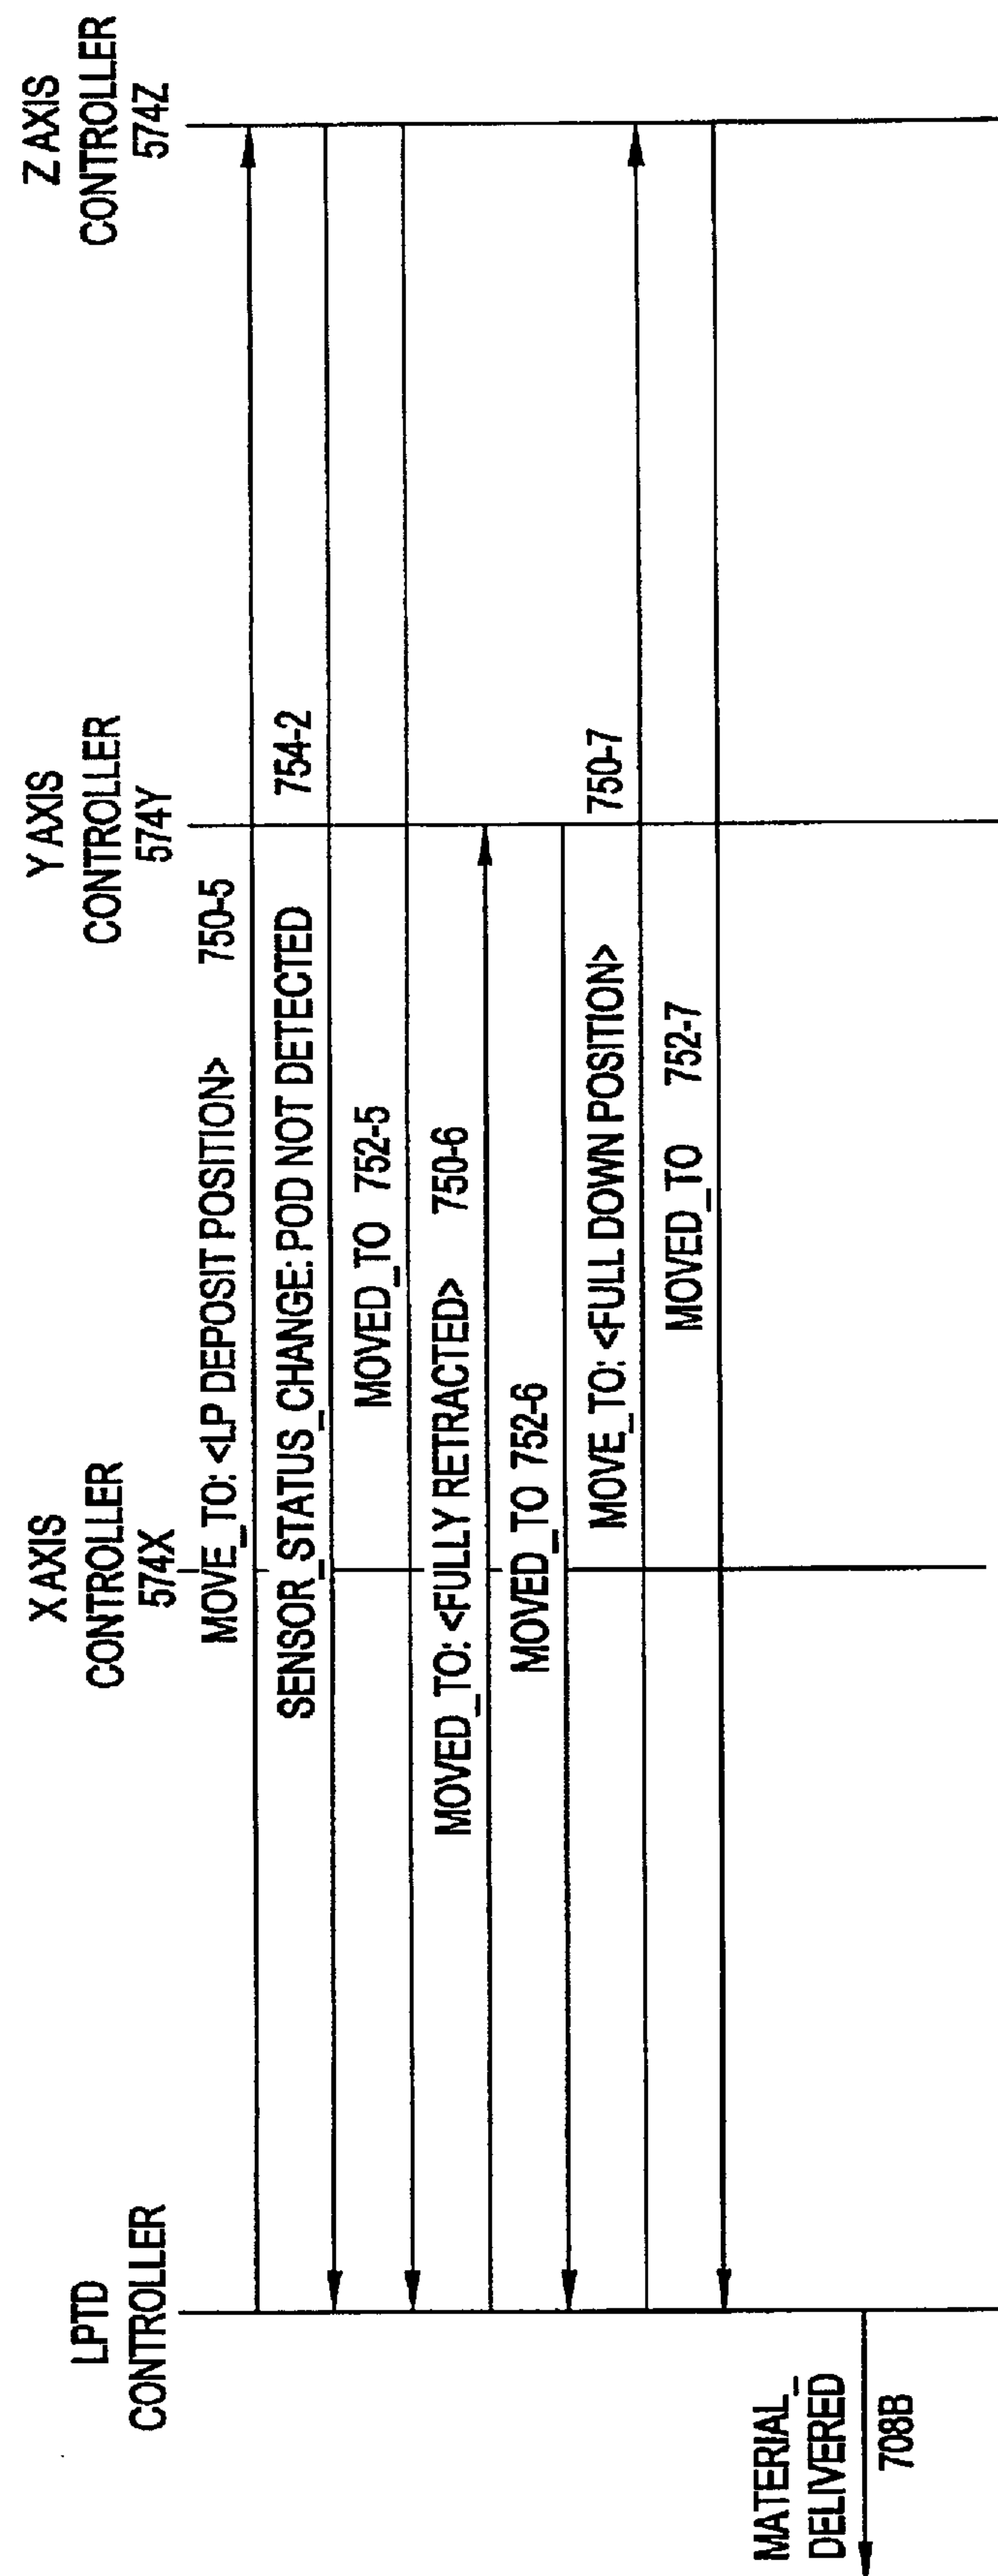 LPTD
CONTROLLER
X AXIS
CONTROLLER
574X
Y AXIS
CONTROLLER
574Y
Z AXIS
CONTROLLER
574Z
MOVE_TO: <LP DEPOSIT POSITION> 750-5
SENSOR_STATUS_CHANGE: POD NOT DETECTED 754-2
MOVED_TO 752-5
MOVED_TO: <FULLY RETRACTED> 750-6
MOVED_TO 752-6
MOVE_TO: <FULL DOWN POSITION> 750-7
MOVED_TO 752-7
MATERIAL_
DELIVERED
708B